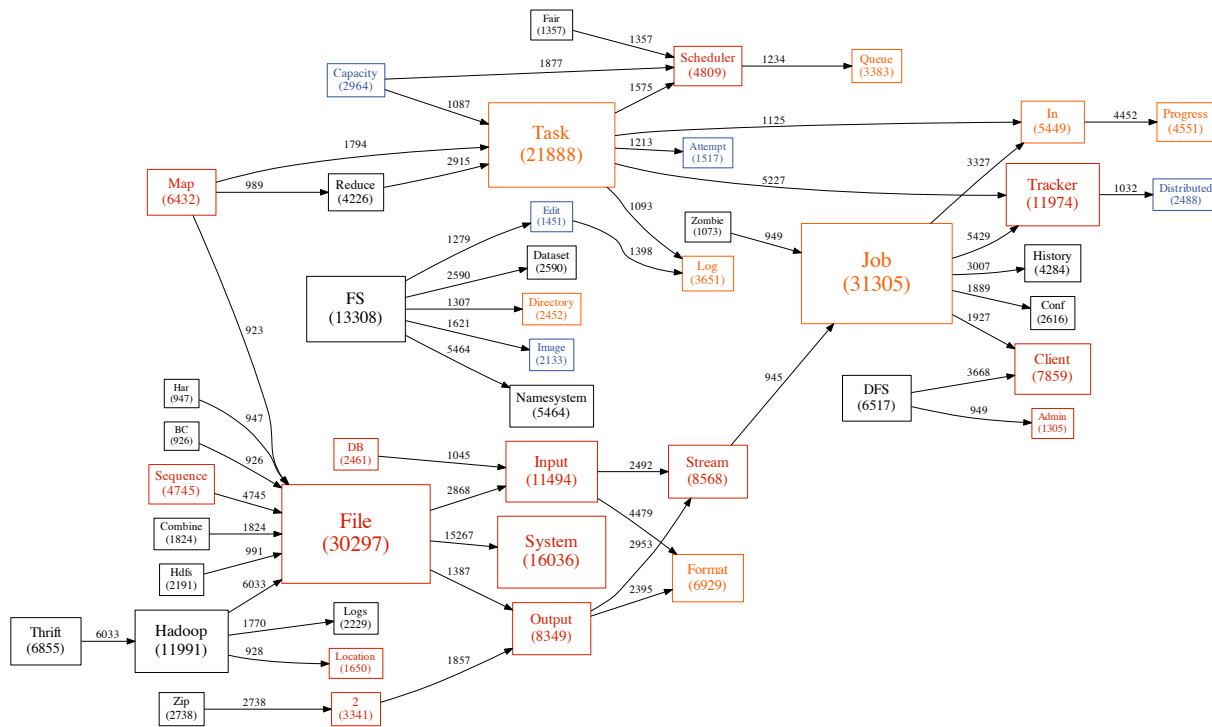 Fair
(1357)
1357
Scheduler
(4809)
1234
Queue
(3383)
Capacity
(2964)
1877
1087
1575
Task
(21888)
1125
In
(5449)
4452
Progress
(4551)
1213
Attempt
(1517)
1794
2915
Map
(6432)
989
Reduce
(4226)
5227
3327
Tracker
(11974)
1032
Distributed
(2488)
1093
Edit
(1451)
1279
1398
Zombie
(1073)
949
Job
(31305)
5429
Dataset
(2590)
2590
Log
(3651)
3007
History
(4284)
FS
(13308)
1307
Directory
(2452)
1889
Conf
(2616)
1621
Image
(2133)
1927
923
5464
Client
(7859)
945
3668
DFS
(6517)
Har
(947)
Namesystem
(5464)
949
Admin
(1305)
947
BC
(926)
926
DB
(2461)
1045
Input
(11494)
2492
Stream
(8568)
Sequence
(4745)
4745
2868
4479
File
(30297)
Combine
(1824)
1824
15267
System
(16036)
2953
Hdfs
(2191)
991
1387
Format
(6929)
2395
6033
Logs
(2229)
1770
Output
(8349)
Thrift
(6855)
6033
Hadoop
(11991)
928
Location
(1650)
1857
Zip
(2738)
2738
2
(3341)